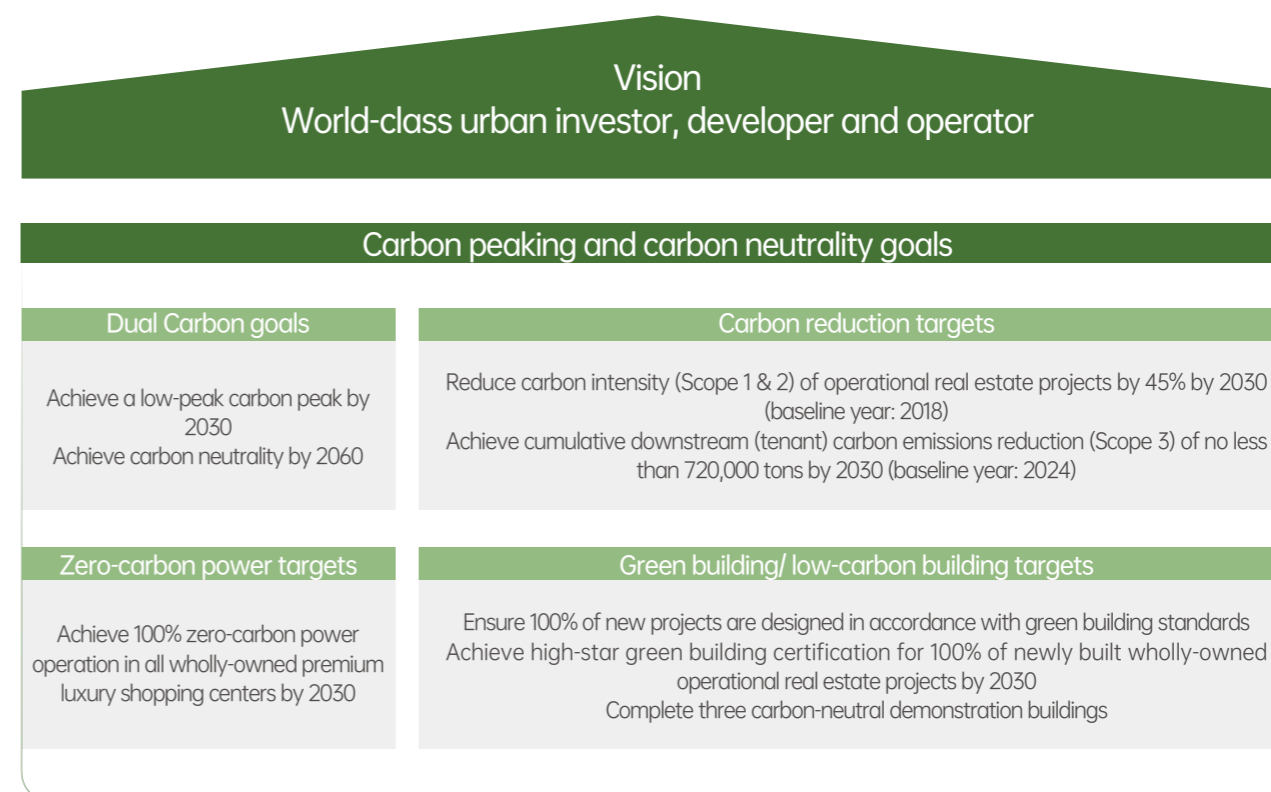 Vision
World-class urban investor, developer and operator
Carbon peaking and carbon neutrality goals
Dual Carbon goals
Achieve a low-peak carbon peak by
2030
Achieve carbon neutrality by 2060
Carbon reduction targets
Reduce carbon intensity (Scope 1 & 2) of operational real estate projects by 45% by 2030
(baseline year: 2018)
Achieve cumulative downstream (tenant) carbon emissions reduction (Scope 3) of no less
than 720,000 tons by 2030 (baseline year: 2024)
Zero-carbon power targets
Achieve 100% zero-carbon power
operation in all wholly-owned premium
luxury shopping centers by 2030
Green building/ low-carbon building targets
Ensure 100% of new projects are designed in accordance with green building standards
Achieve high-star green building certification for 100% of newly built wholly-owned
operational real estate projects by 2030
Complete three carbon-neutral demonstration buildings